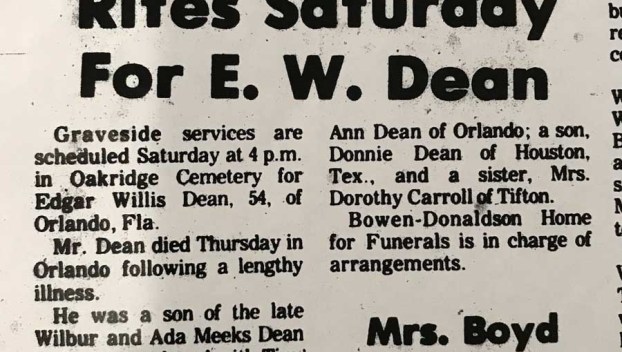 Rites Saturday
For E. W. Dean
Graveside services are
scheduled Saturday at 4 p.m.
in Oakridge Cemetery for
Edgar Willis Dean, 54, of
Orlando, Fla.
Mr. Dean died Thursday in
Orlando following a lengthy
illness.
He was a son of the late
Wilbur and Ada Meeks Dean
Ann Dean of Orlando; a son,
Donnie Dean of Houston,
Tex., and a sister, Mrs.
Dorothy Carroll of Tifton.
Bowen-Donaldson Home
for Funerals is in charge of
arrangements.
Mrs. Boyd